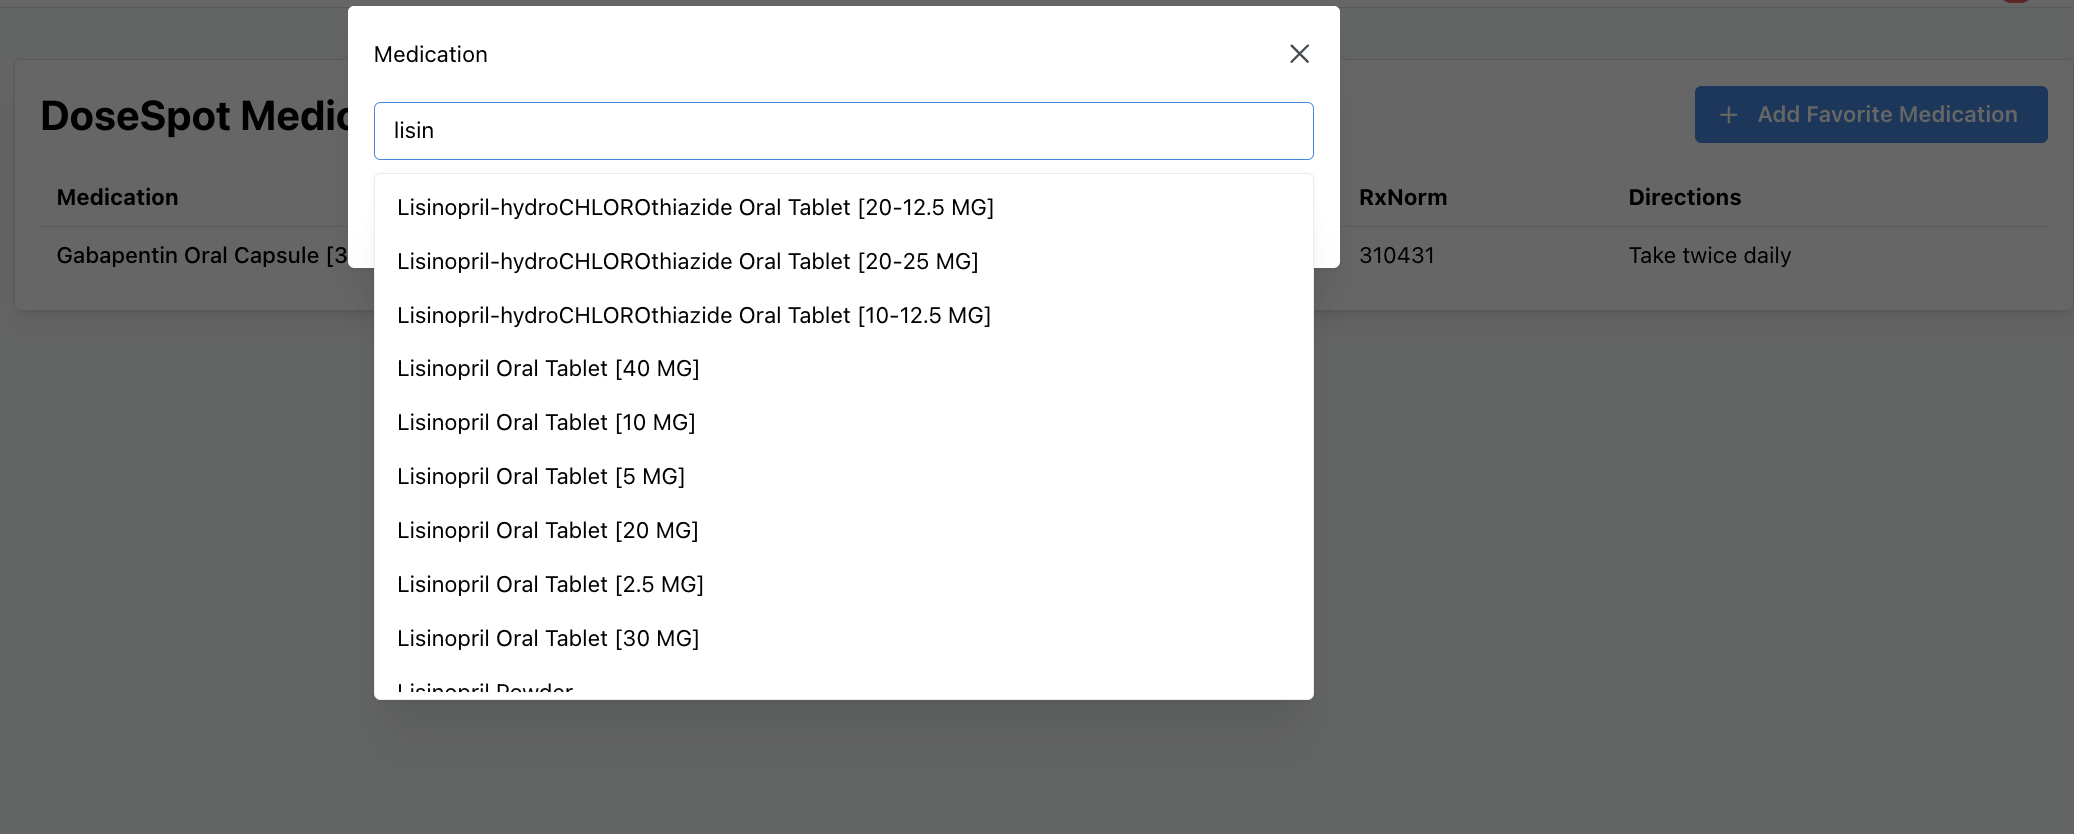 Medication
lisin
Lisinopril-hydroCHLOROthiazide Oral Tablet [20-12.5 MG]
Lisinopril-hydroCHLOROthiazide Oral Tablet [20-25 MG]
Lisinopril-hydroCHLOROthiazide Oral Tablet [10-12.5 MG]
Lisinopril Oral Tablet [40 MG]
Lisinopril Oral Tablet [10 MG]
Lisinopril Oral Tablet [5 MG]
Lisinopril Oral Tablet [20 MG]
Lisinopril Oral Tablet [2.5 MG]
Lisinopril Oral Tablet [30 MG]
Lisinopril Powder
DoseSpot
+ Add Favorite Medication
Medication RxNorm Directions
Gabapentin Oral Capsule [3 310431 Take twice daily